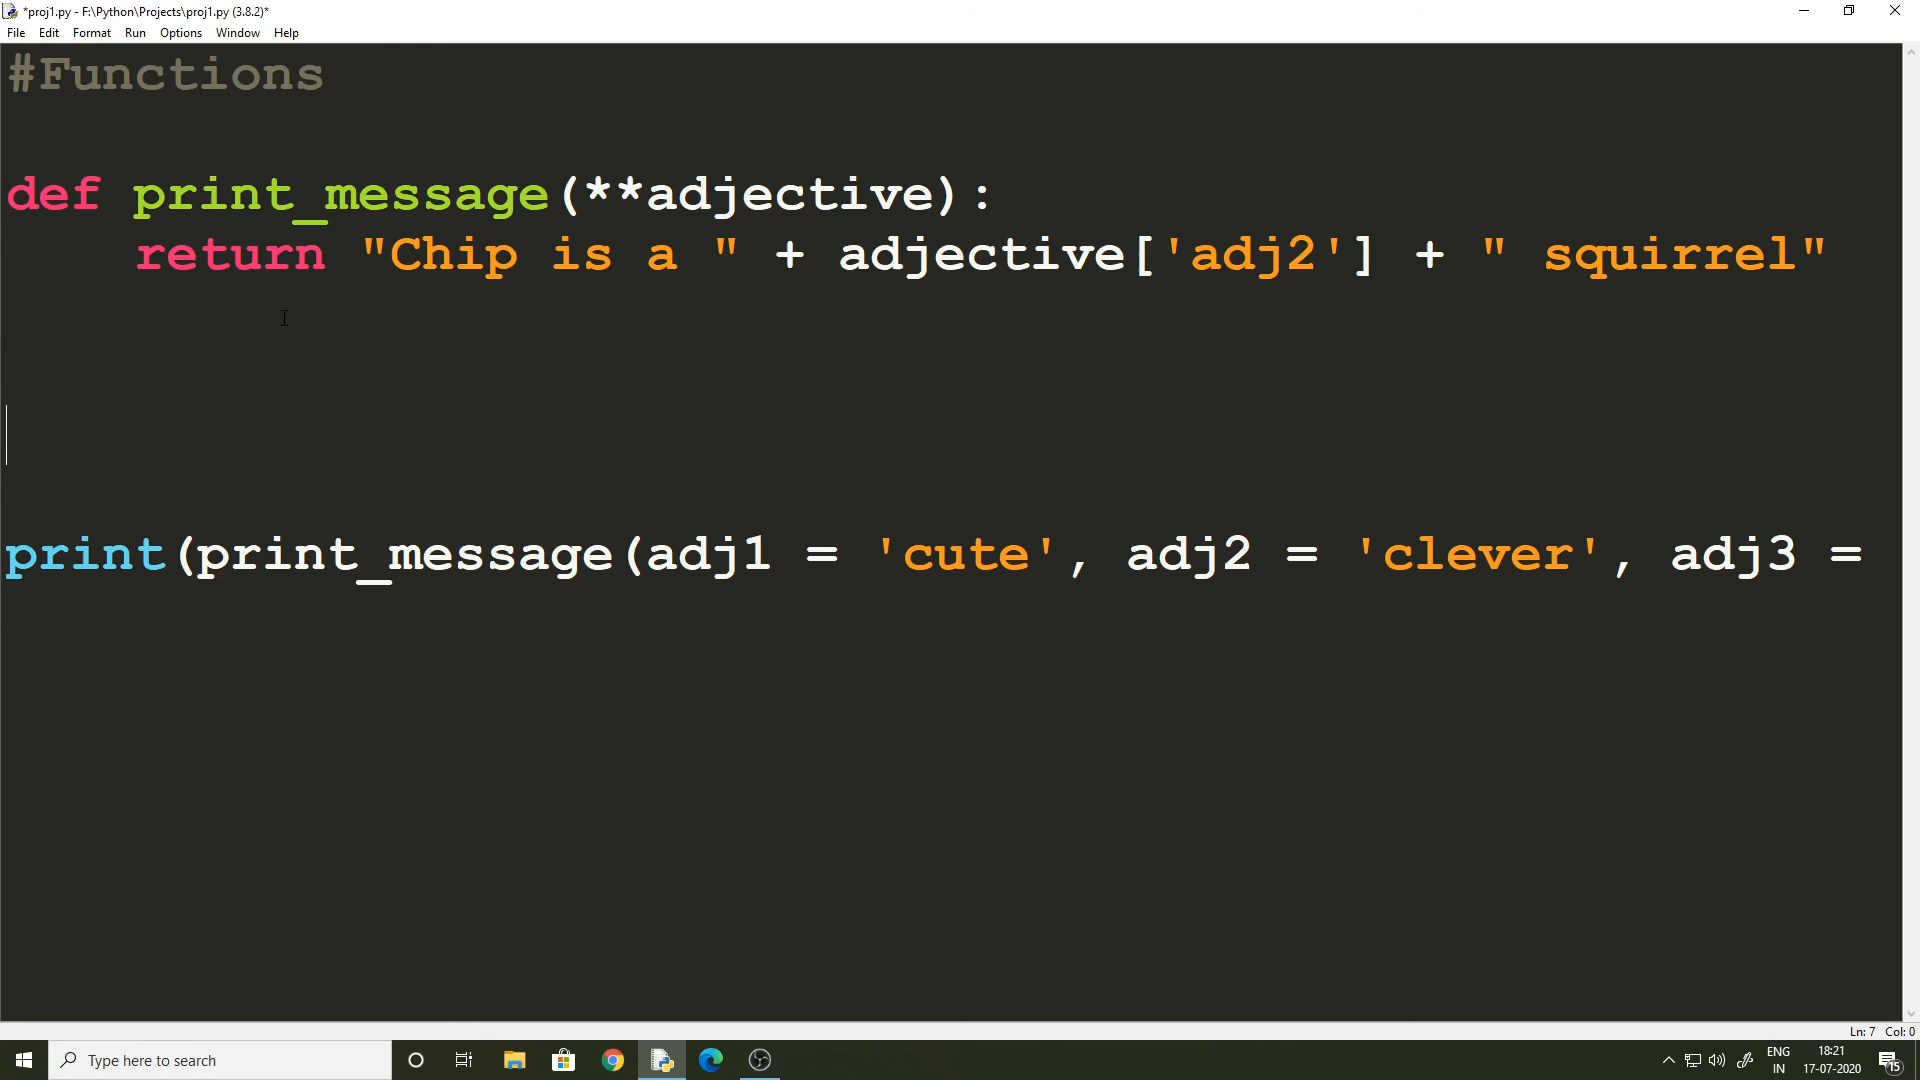 *proj1.py - F:\Python\Projects\proj1.py (3.8.2)*
File Edit Format Run Options Window Help
#Functions
def print_message(**adjective):
    return "Chip is a " + adjective['adj2'] + " squirrel"
print(print_message(adj1 = 'cute', adj2 = 'clever', adj3 =
Ln: 7 Col: 0
Type here to search
ENG
IN
18:21
17-07-2020
15